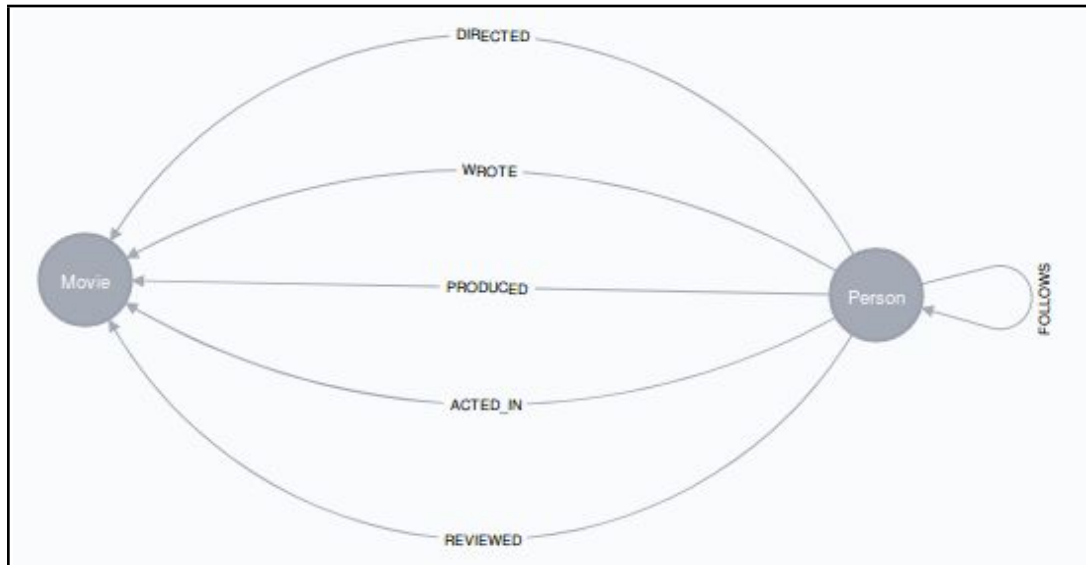 DIRECTED
WROTE
Movie
PRODUCED
Person
FOLLOWS
ACTED_IN
REVIEWED